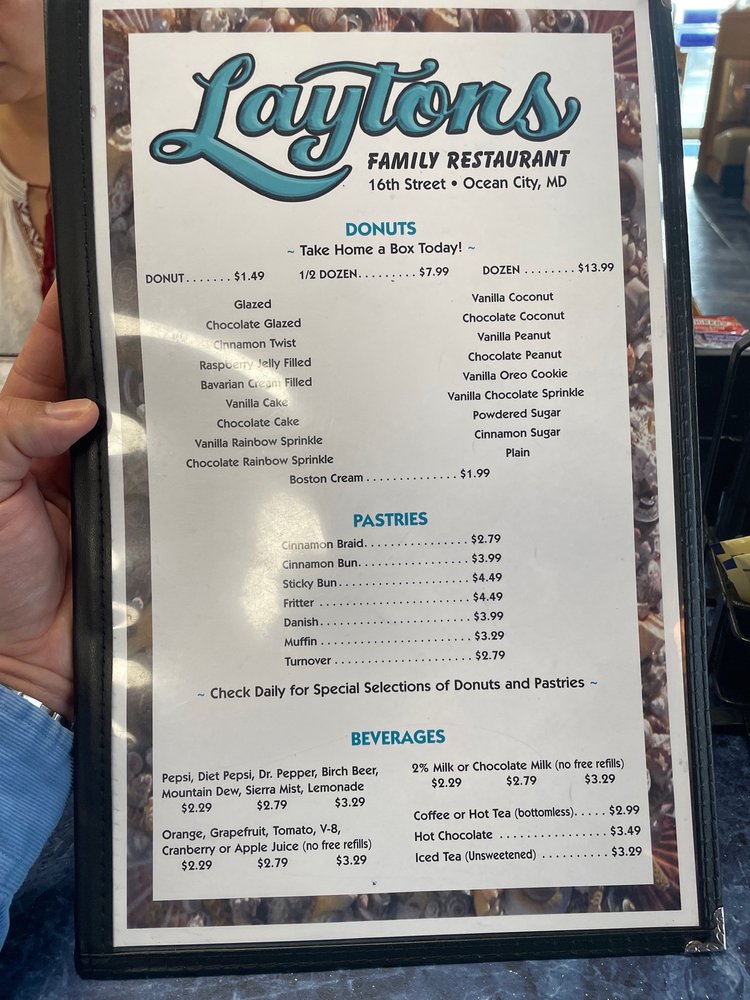 Laytons
FAMILY RESTAURANT
16th Street • Ocean City, MD
DONUTS
~ Take Home a Box Today! ~
DONUT....... $1.49 1/2 DOZEN......... $7.99 DOZEN ........ $13.99
Glazed
Chocolate Glazed
Cinnamon Twist
Raspberry Jelly Filled
Bavarian Cream Filled
Vanilla Cake
Chocolate Cake
Vanilla Rainbow Sprinkle
Chocolate Rainbow Sprinkle
Vanilla Coconut
Chocolate Coconut
Vanilla Peanut
Chocolate Peanut
Vanilla Oreo Cookie
Vanilla Chocolate Sprinkle
Powdered Sugar
Cinnamon Sugar
Plain
Boston Cream .............. $1.99
PASTRIES
Cinnamon Braid................ $2.79
Cinnamon Bun................. $3.99
Sticky Bun.................... $4.49
Fritter ....................... $4.49
Danish....................... $3.99
Muffin ....................... $3.29
Turnover ..................... $2.79
~ Check Daily for Special Selections of Donuts and Pastries ~
BEVERAGES
Pepsi, Diet Pepsi, Dr. Pepper, Birch Beer,
Mountain Dew, Sierra Mist, Lemonade
$2.29 $2.79 $3.29
Orange, Grapefruit, Tomato, V-8,
Cranberry or Apple Juice (no free refills)
$2.29 $2.79 $3.29
2% Milk or Chocolate Milk (no free refills)
$2.29 $2.79 $3.29
Coffee or Hot Tea (bottomless)..... $2.99
Hot Chocolate ................ $3.49
Iced Tea (Unsweetened) .......... $3.29